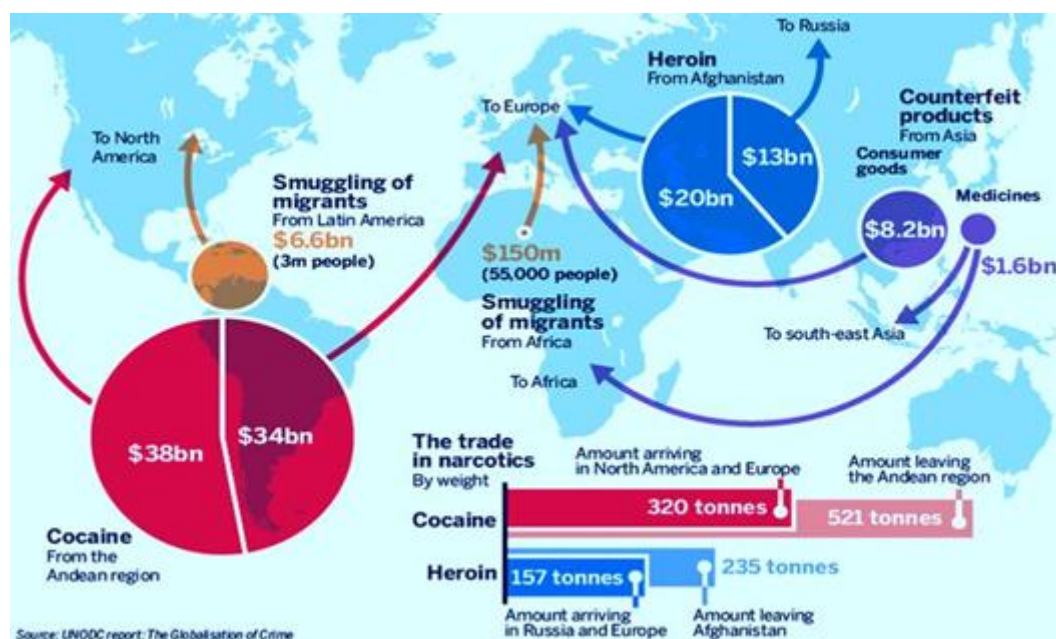 To Russia
Heroin
From Afghanistan
To Europe
Counterfeit
products
From Asia
To North
America
Consumer
goods
Medicines
$13bn
$20bn
$8.2bn
$1.6bn
Smuggling of
migrants
From Latin America
$6.6bn
(3m people)
$150m
(55,000 people)
Smuggling
of migrants
From Africa
To south-east Asia
To Africa
$38bn
$34bn
Cocaine
From the
Andean region
The trade
in narcotics
By weight
Amount arriving
in North America and Europe
Amount leaving
the Andean region
Cocaine
320 tonnes
521 tonnes
Heroin
157 tonnes
235 tonnes
Amount arriving
in Russia and Europe
Amount leaving
Afghanistan
Source: UNODC report: The Globalisation of Crime